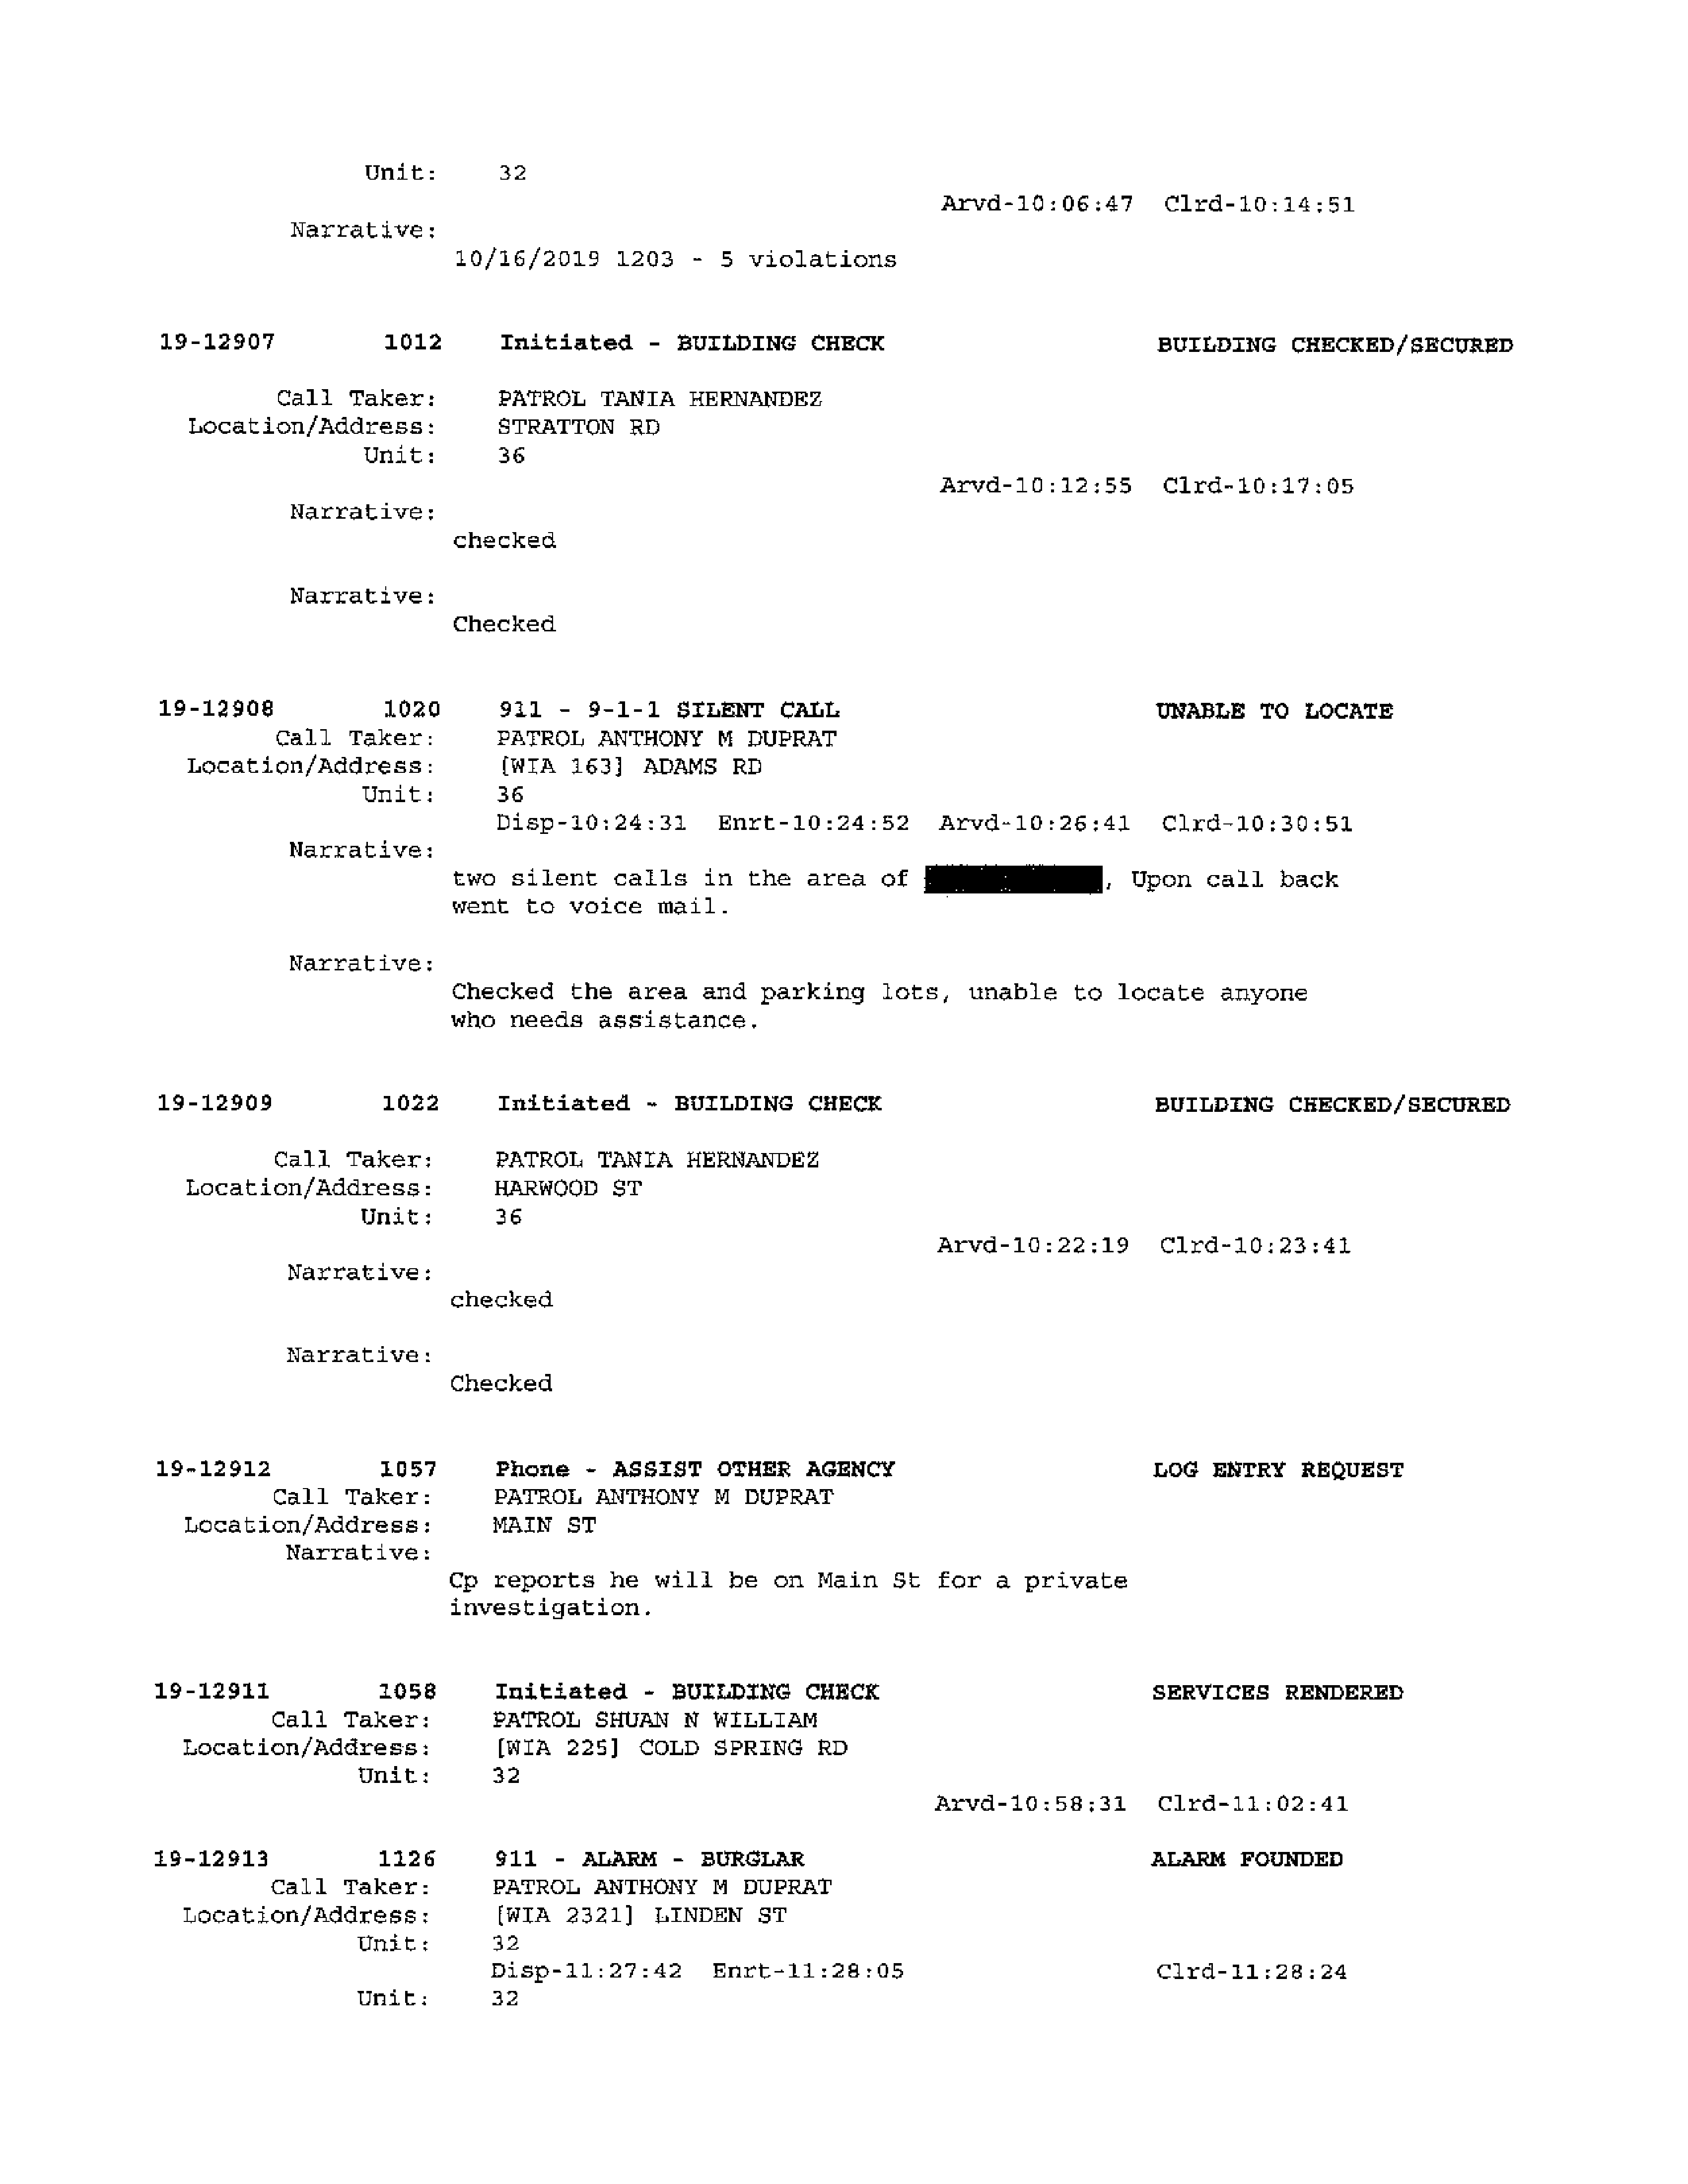 Unit: 32
Arvd-10:06:47 Clrd-10:14:51
Narrative:
10/16/2019 1203 - 5 violations
19-12907 1012 Initiated - BUILDING CHECK BUILDING CHECKED/SECURED
Call Taker: PATROL TANIA HERNANDEZ
Location/Address: STRATTON RD
Unit: 36
Arvd-10:12:55 Clrd-10:17:05
Narrative:
checked
Narrative:
Checked
19-12908 1020 911 - 9-1-1 SILENT CALL UNABLE TO LOCATE
Call Taker: PATROL ANTHONY M DUPRAT
Location/Address: [WIA 163] ADAMS RD
Unit: 36
Disp-10:24:31 Enrt-10:24:52 Arvd-10:26:41 Clrd-10:30:51
Narrative:
two silent calls in the area of , Upon call back
went to voice mail.
Narrative:
Checked the area and parking lots, unable to locate anyone
who needs assistance.
19-12909 1022 Initiated - BUILDING CHECK BUILDING CHECKED/SECURED
Call Taker: PATROL TANIA HERNANDEZ
Location/Address: HARWOOD ST
Unit: 36
Arvd-10:22:19 Clrd-10:23:41
Narrative:
checked
Narrative:
Checked
19-12912 1057 Phone - ASSIST OTHER AGENCY LOG ENTRY REQUEST
Call Taker: PATROL ANTHONY M DUPRAT
Location/Address: MAIN ST
Narrative:
Cp reports he will be on Main St for a private
investigation.
19-12911 1058 Initiated - BUILDING CHECK SERVICES RENDERED
Call Taker: PATROL SHUAN N WILLIAM
Location/Address: [WIA 225] COLD SPRING RD
Unit: 32
Arvd-10:58:31 Clrd-11:02:41
19-12913 1126 911 - ALARM - BURGLAR ALARM FOUNDED
Call Taker: PATROL ANTHONY M DUPRAT
Location/Address: [WIA 2321] LINDEN ST
Unit: 32
Disp-11:27:42 Enrt-11:28:05 Clrd-11:28:24
Unit: 32